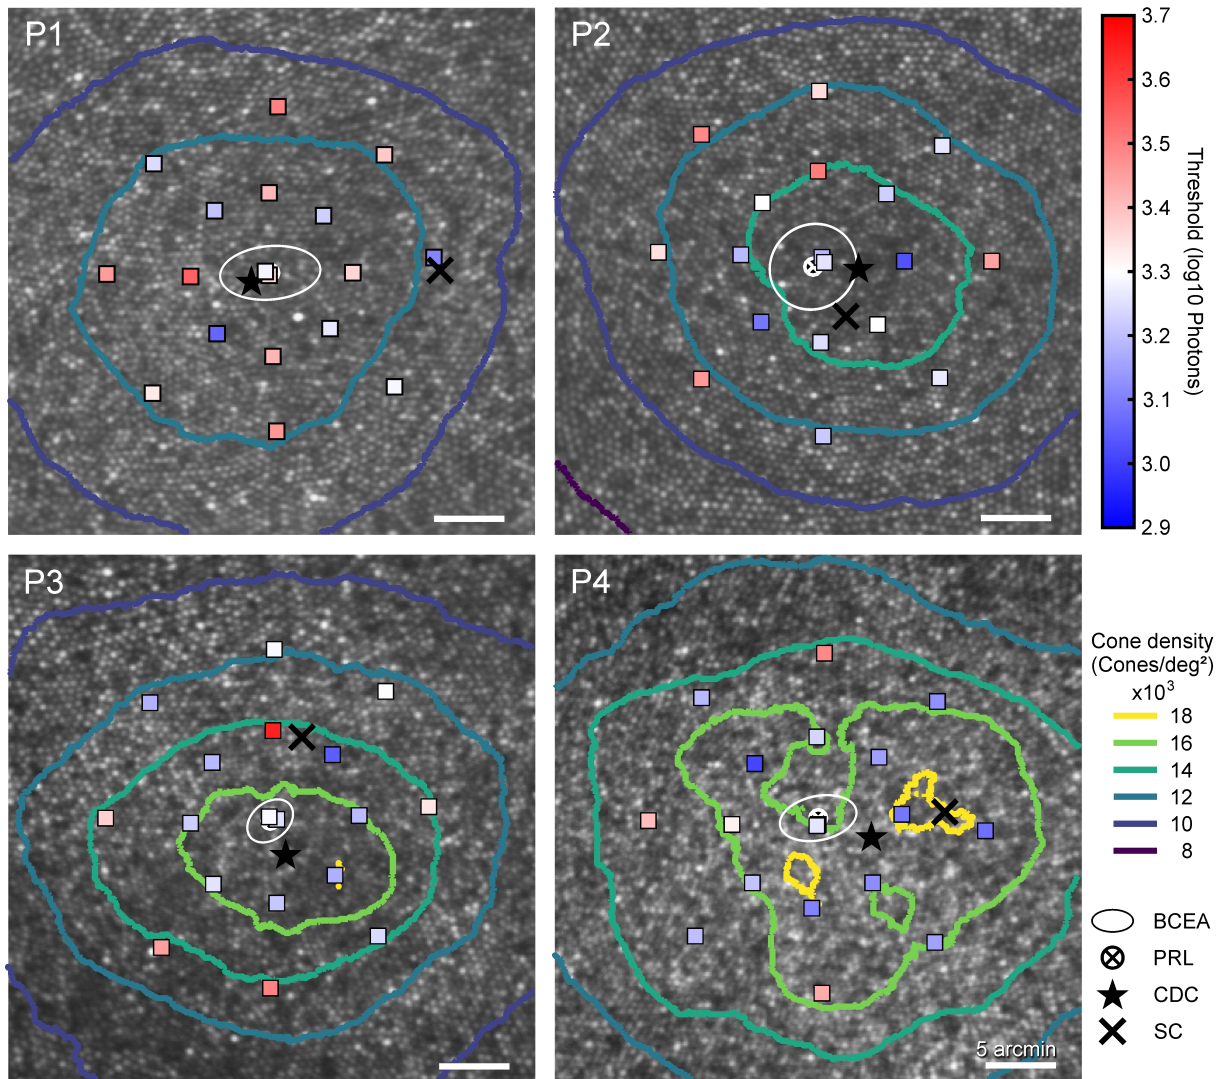 P1
P2
3.7
3.6
3.5
3.4
3.3
3.2
3.1
3.0
2.9
Threshold (log10 Photons)
P3
P4
5 arcmin
Cone density
(Cones/deg²)
x10³
18
16
14
12
10
8
BCEA
PRL
CDC
SC